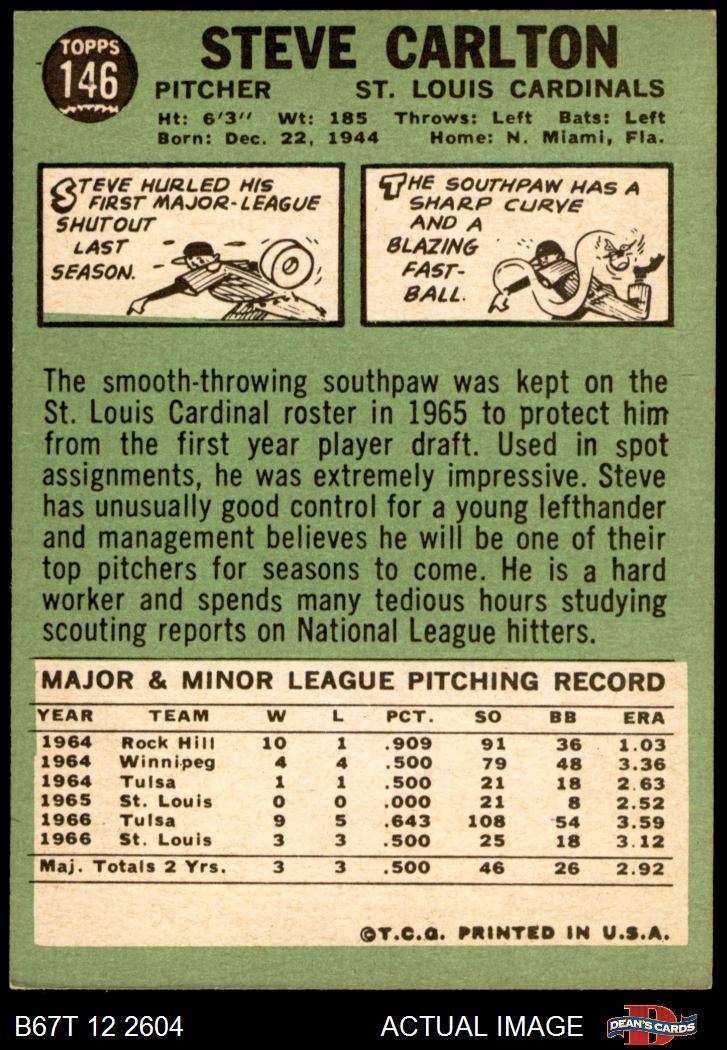 TOPPS
146
STEVE CARLTON
PITCHER ST. LOUIS CARDINALS
Ht: 6'3" Wt: 185 Throws: Left Bats: Left
Born: Dec. 22, 1944 Home: N. Miami, Fla.
STEVE HURLED HIS
FIRST MAJOR-LEAGUE
SHUTOUT
LAST
SEASON.
THE SOUTHPAW HAS A
SHARP CURVE
AND A
BLAZING
FAST-
BALL.
The smooth-throwing southpaw was kept on the
St. Louis Cardinal roster in 1965 to protect him
from the first year player draft. Used in spot
assignments, he was extremely impressive. Steve
has unusually good control for a young lefthander
and management believes he will be one of their
top pitchers for seasons to come. He is a hard
worker and spends many tedious hours studying
scouting reports on National League hitters.
MAJOR & MINOR LEAGUE PITCHING RECORD
YEAR TEAM W L PCT. SO BB ERA
1964 Rock Hill 10 1 .909 91 36 1.03
1964 Winnipeg 4 4 .500 79 48 3.36
1964 Tulsa 1 1 .500 21 18 2.63
1965 St. Louis 0 0 .000 21 8 2.52
1966 Tulsa 9 5 .643 108 54 3.59
1966 St. Louis 3 3 .500 25 18 3.12
Maj. Totals 2 Yrs. 3 3 .500 46 26 2.92
©T.C.G. PRINTED IN U.S.A.
B67T 12 2604 ACTUAL IMAGE
DEAN'S CARDS